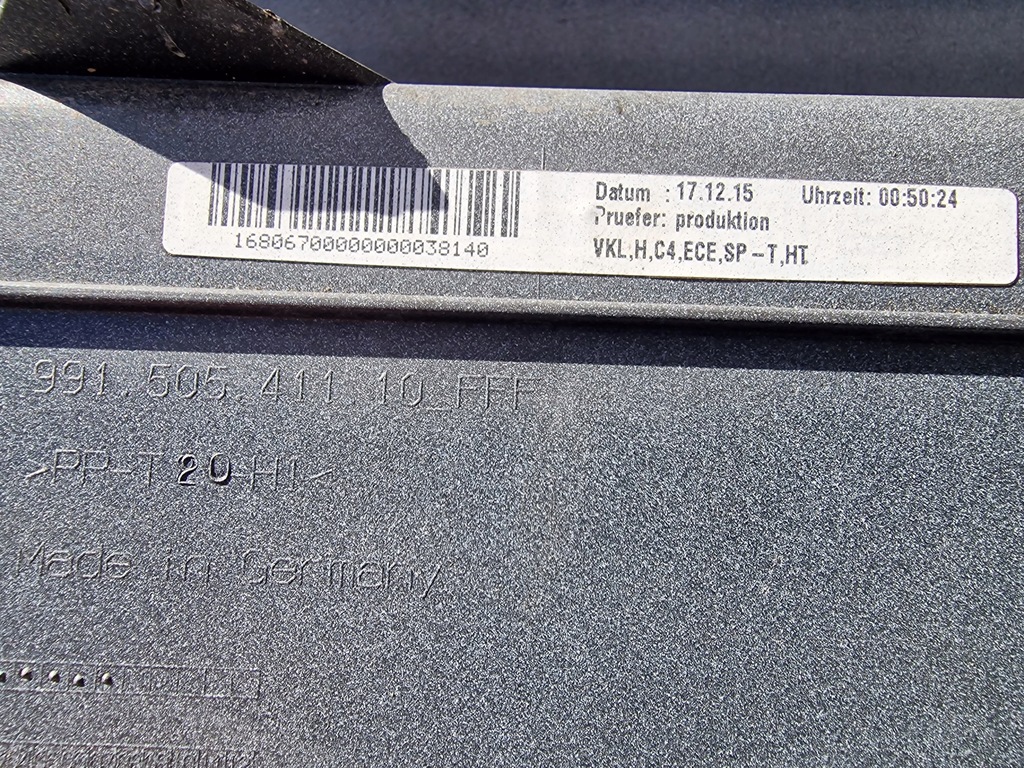 Datum : 17.12.15 Uhrzeit: 00:50:24
Pruefer: produktion
VKL,H,C4,ECE,SP-T,HT
16806700000000038140
991.505.411.10_FFF
>PP-T20-HI<
Made in Germany